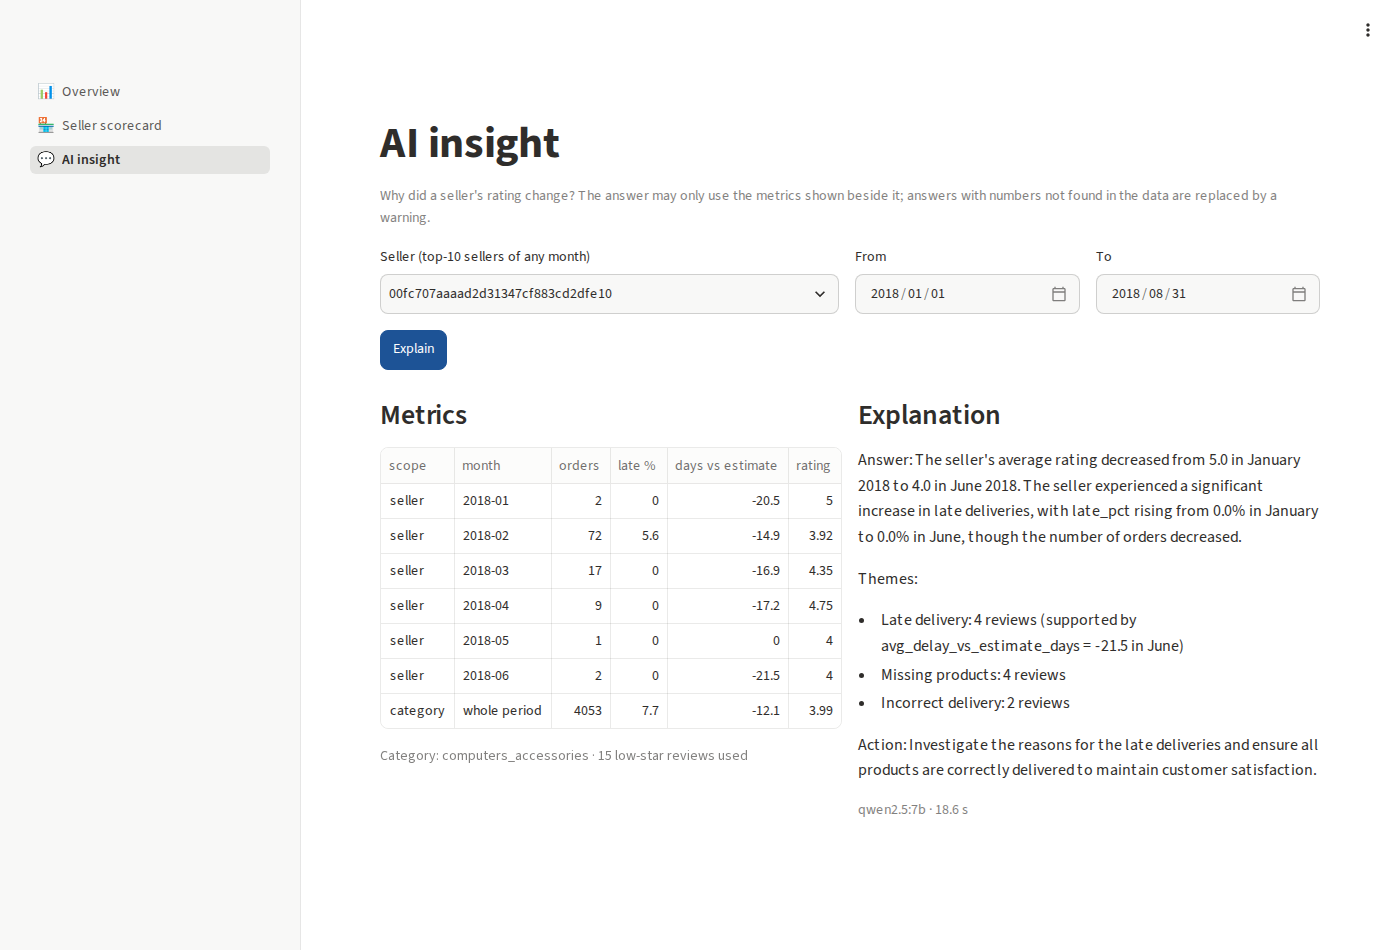 Overview
Seller scorecard
AI insight
AI insight
Why did a seller's rating change? The answer may only use the metrics shown beside it; answers with numbers not found in the data are replaced by a
warning.
Seller (top-10 sellers of any month)
From
To
00fc707aaaad2d31347cf883cd2dfe10
2018/01/01
2018/08/31
Explain
Metrics
scope month orders late % days vs estimate rating
seller 2018-01 2 0 -20.5 5
seller 2018-02 72 5.6 -14.9 3.92
seller 2018-03 17 0 -16.9 4.35
seller 2018-04 9 0 -17.2 4.75
seller 2018-05 1 0 0 4
seller 2018-06 2 0 -21.5 4
category whole period 4053 7.7 -12.1 3.99
Category: computers_accessories · 15 low-star reviews used
Explanation
Answer: The seller's average rating decreased from 5.0 in January
2018 to 4.0 in June 2018. The seller experienced a significant
increase in late deliveries, with late_pct rising from 0.0% in January
to 0.0% in June, though the number of orders decreased.
Themes:
• Late delivery: 4 reviews (supported by
avg_delay_vs_estimate_days = -21.5 in June)
• Missing products: 4 reviews
• Incorrect delivery: 2 reviews
Action: Investigate the reasons for the late deliveries and ensure all
products are correctly delivered to maintain customer satisfaction.
qwen2.5:7b · 18.6 s